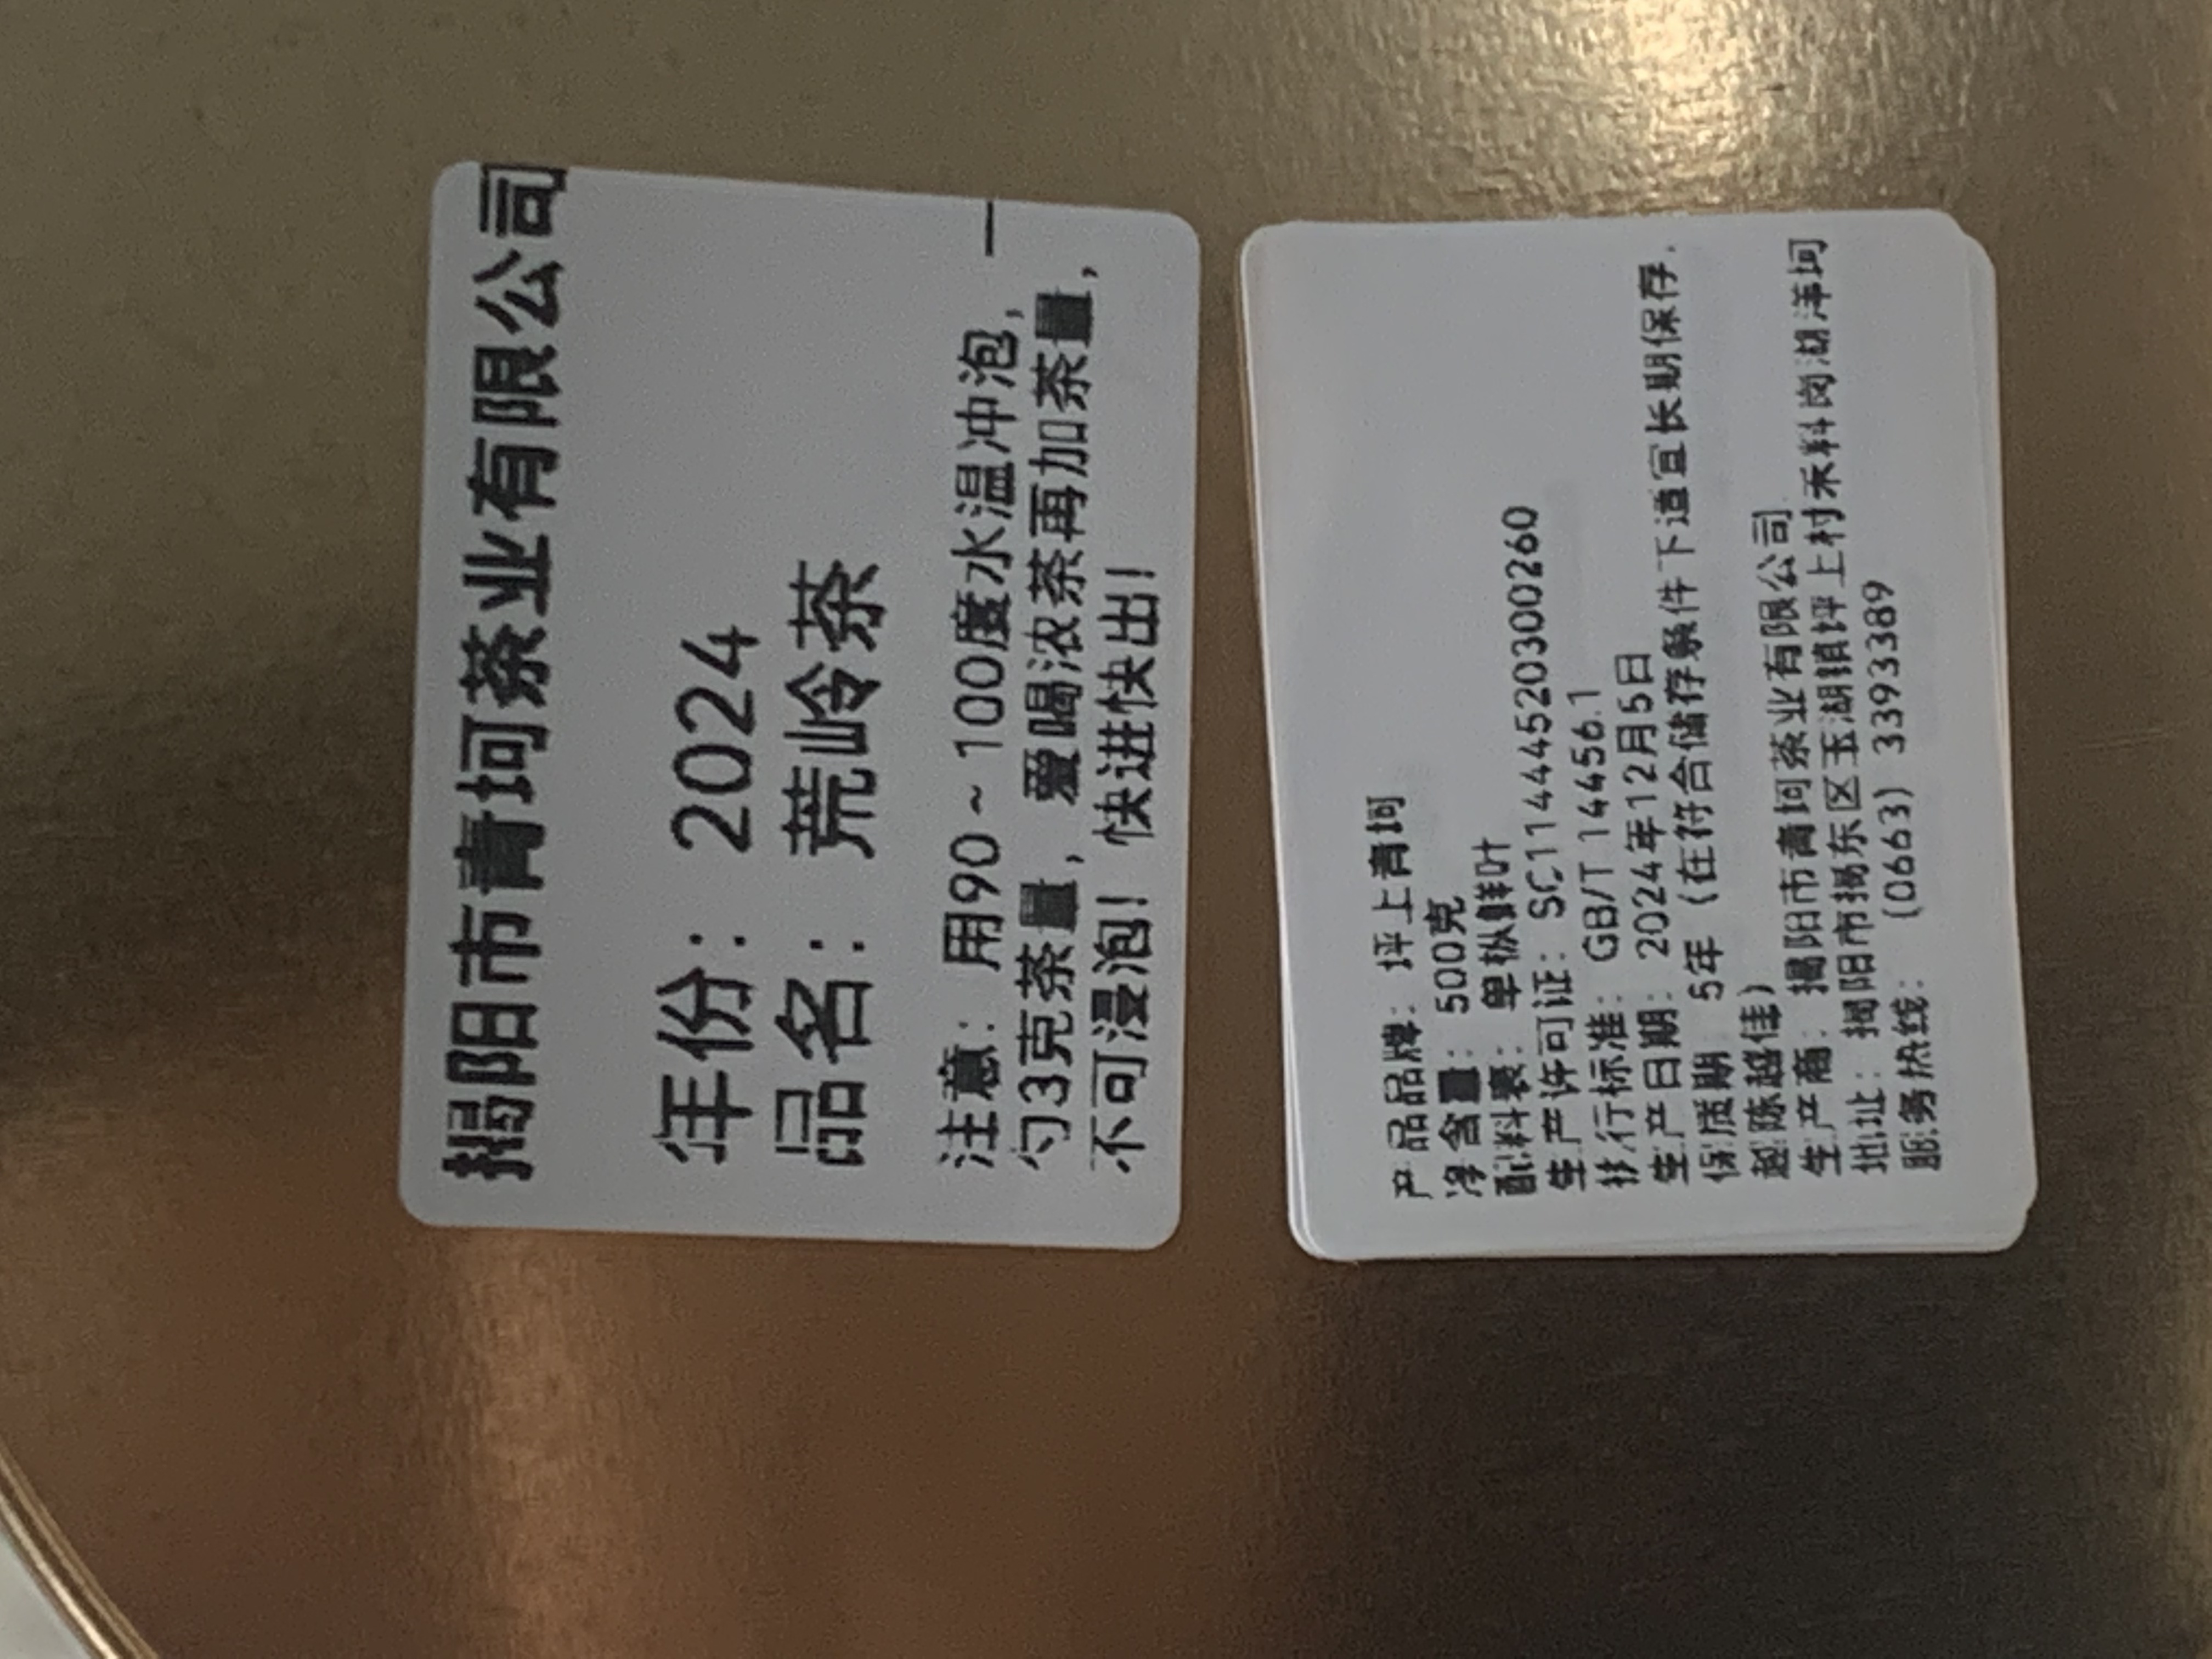 揭阳市青坷茶业有限公司
年份：2024
品名：荒岭茶
注意：用90~100度水温冲泡，一
勺3克茶量，爱喝浓茶再加茶量，
不可浸泡！快进快出！
产品品牌：坪上青坷
净含量：500克
配料表：单枞鲜叶
生产许可证：SC11444520300260
执行标准：GB/T 14456.1
生产日期：2024年12月5日
保质期：5年（在符合储存条件下适宜长期保存，
越陈越佳）
生产商：揭阳市青坷茶业有限公司
地址：揭阳市揭东区玉湖镇坪上村禾料岗湖洋坷
服务热线：(0663) 3393389